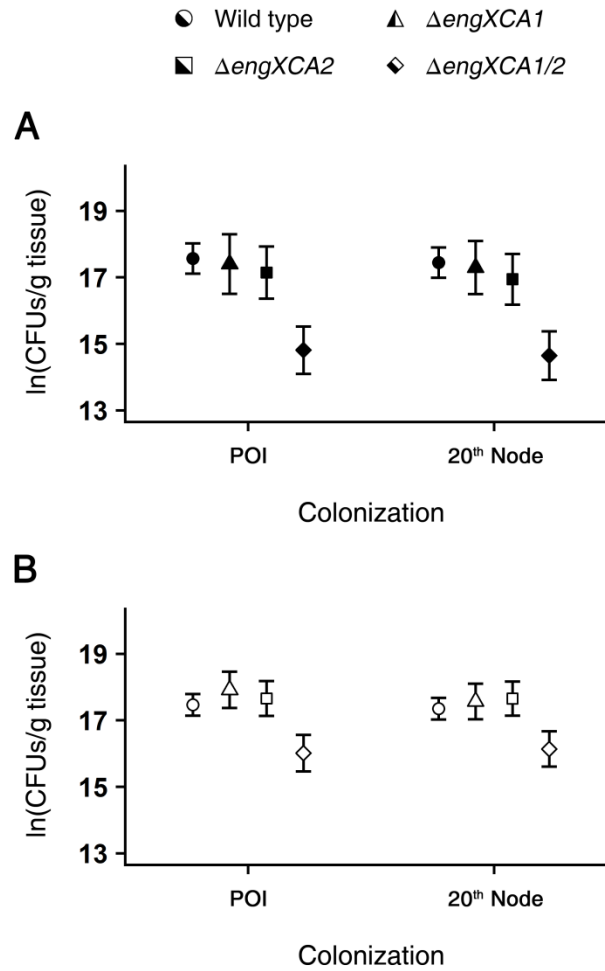 Wild type
ΔengXCA1
ΔengXCA2
ΔengXCA1/2
A
ln(CFUs/g tissue)
19
17
15
13
POI
20th Node
Colonization
B
ln(CFUs/g tissue)
19
17
15
13
POI
20th Node
Colonization